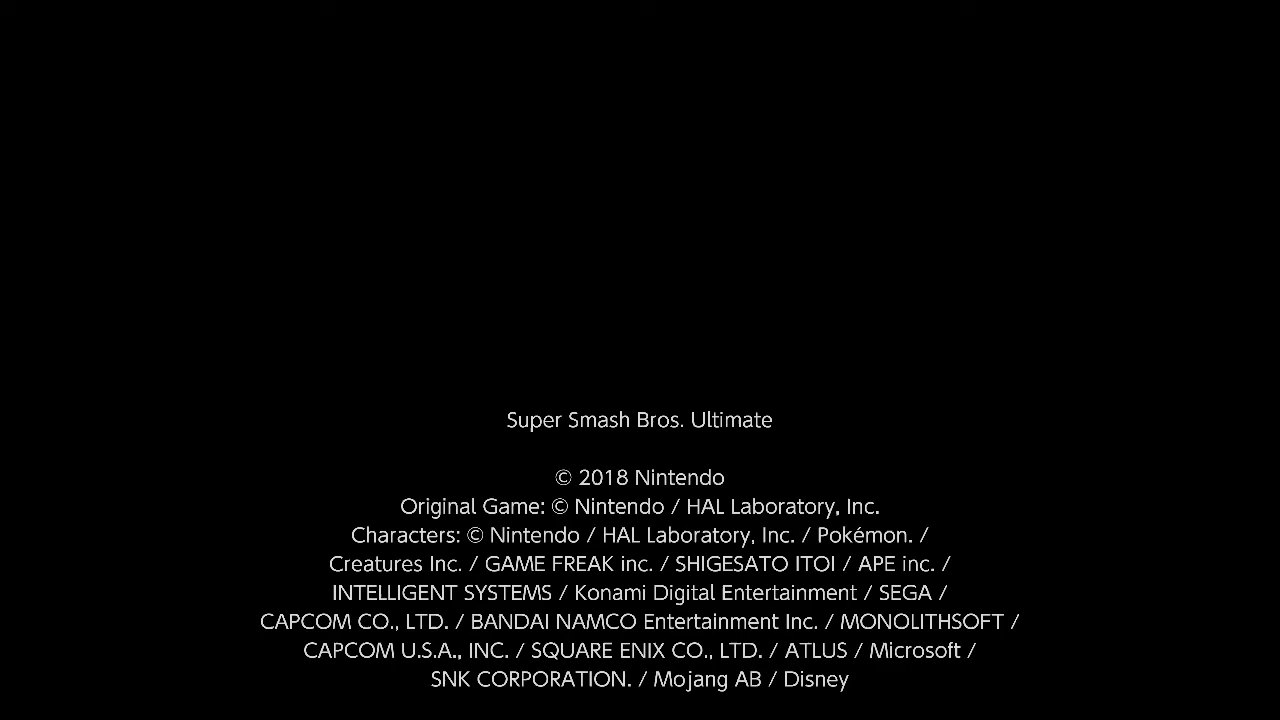 Super Smash Bros. Ultimate
© 2018 Nintendo
Original Game: © Nintendo / HAL Laboratory, Inc.
Characters: © Nintendo / HAL Laboratory, Inc. / Pokémon. /
Creatures Inc. / GAME FREAK inc. / SHIGESATO ITOI / APE inc. /
INTELLIGENT SYSTEMS / Konami Digital Entertainment / SEGA /
CAPCOM CO., LTD. / BANDAI NAMCO Entertainment Inc. / MONOLITHSOFT /
CAPCOM U.S.A., INC. / SQUARE ENIX CO., LTD. / ATLUS / Microsoft /
SNK CORPORATION. / Mojang AB / Disney